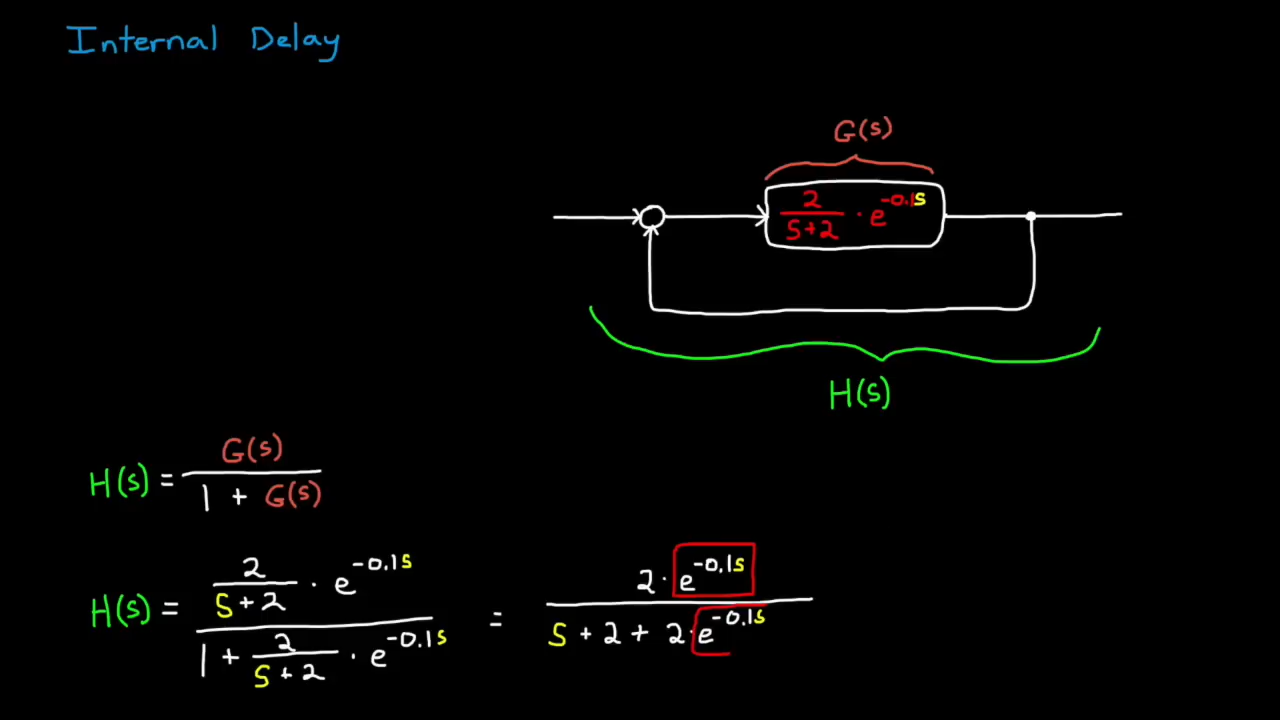 Internal Delay
G(s)
2/(s+2) · e^(-0.1s)
H(s)
H(s) = G(s)/(1 + G(s))
H(s) = (2/(s+2) · e^(-0.1s))/(1 + 2/(s+2) · e^(-0.1s)) = (2 · e^(-0.1s))/(s + 2 + 2 · e^(-0.1s))